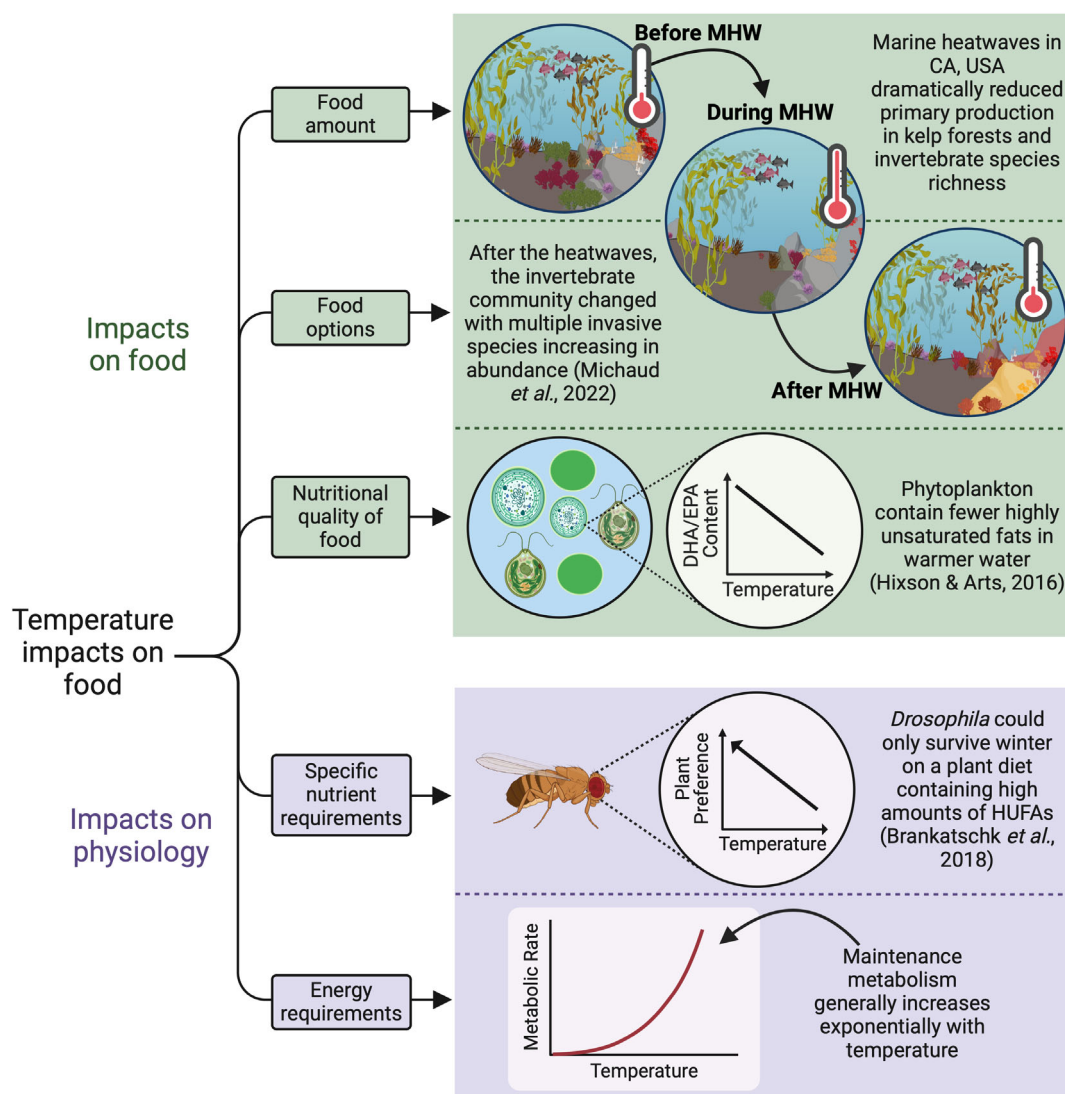 Temperature
impacts on
food
Impacts
on food
Food
amount
Before MHW
During MHW
Marine heatwaves in
CA, USA
dramatically reduced
primary production
in kelp forests and
invertebrate species
richness
Food
options
After the heatwaves,
the invertebrate
community changed
with multiple invasive
species increasing in
abundance (Michaud
et al., 2022)
After MHW
Nutritional
quality of
food
DHA/EPA
Content
Temperature
Phytoplankton
contain fewer highly
unsaturated fats in
warmer water
(Hixson & Arts, 2016)
Impacts on
physiology
Specific
nutrient
requirements
Plant
Preference
Temperature
Drosophila could
only survive winter
on a plant diet
containing high
amounts of HUFAs
(Brankatschk et al.,
2018)
Energy
requirements
Metabolic Rate
Temperature
Maintenance
metabolism
generally increases
exponentially with
temperature